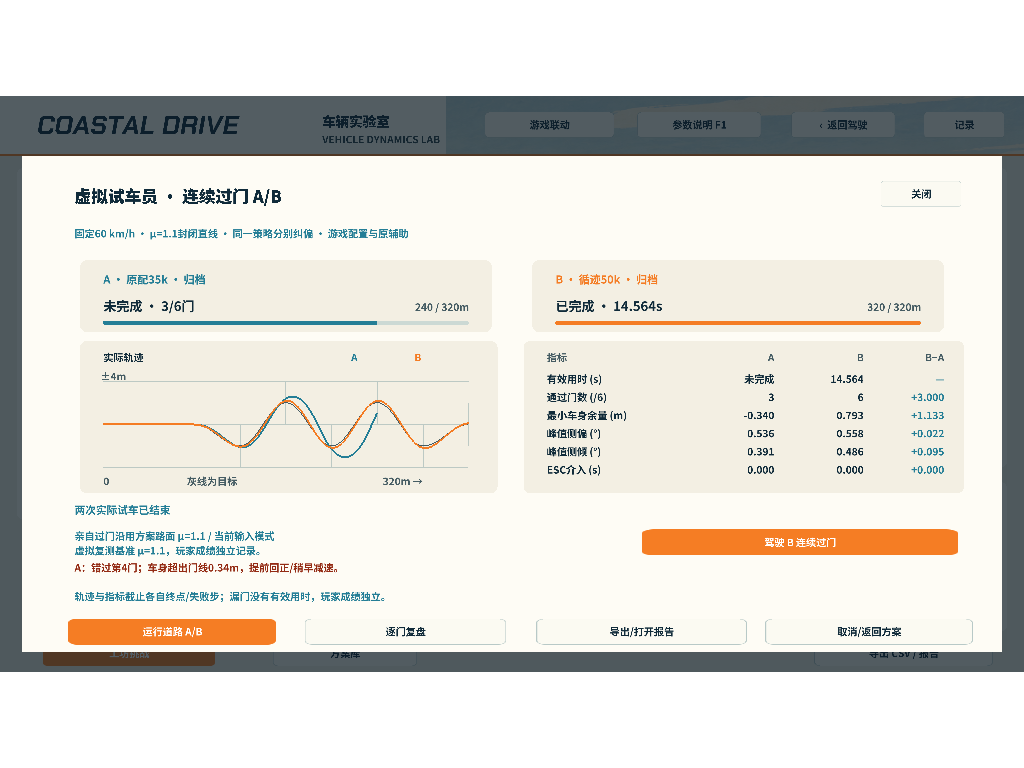 COASTAL DRIVE
车辆实验室
VEHICLE DYNAMICS LAB
游戏联动
参数说明 F1
‹ 返回驾驶
记录
虚拟试车员 · 连续过门 A/B
关闭
固定60 km/h · μ=1.1封闭直线 · 同一策略分别纠偏 · 游戏配置与原辅助
A · 原配35k · 归档
未完成 · 3/6门
240 / 320m
B · 循迹50k · 归档
已完成 · 14.564s
320 / 320m
实际轨迹
A
B
±4m
0
灰线为目标
320m →
指标 A B B−A
有效用时 (s) 未完成 14.564 —
通过门数 (/6) 3 6 +3.000
最小车身余量 (m) -0.340 0.793 +1.133
峰值侧偏 (°) 0.536 0.558 +0.022
峰值侧倾 (°) 0.391 0.486 +0.095
ESC介入 (s) 0.000 0.000 +0.000
两次实际试车已结束
亲自过门沿用方案路面 μ=1.1 / 当前输入模式
虚拟复测基准 μ=1.1，玩家成绩独立记录。
A：错过第4门；车身超出门线0.34m，提前回正/稍早减速。
驾驶 B 连续过门
轨迹与指标截止各自终点/失败步；漏门没有有效用时，玩家成绩独立。
运行道路 A/B
逐门复盘
导出/打开报告
取消/返回方案
方案库
导出 CSV / 报告